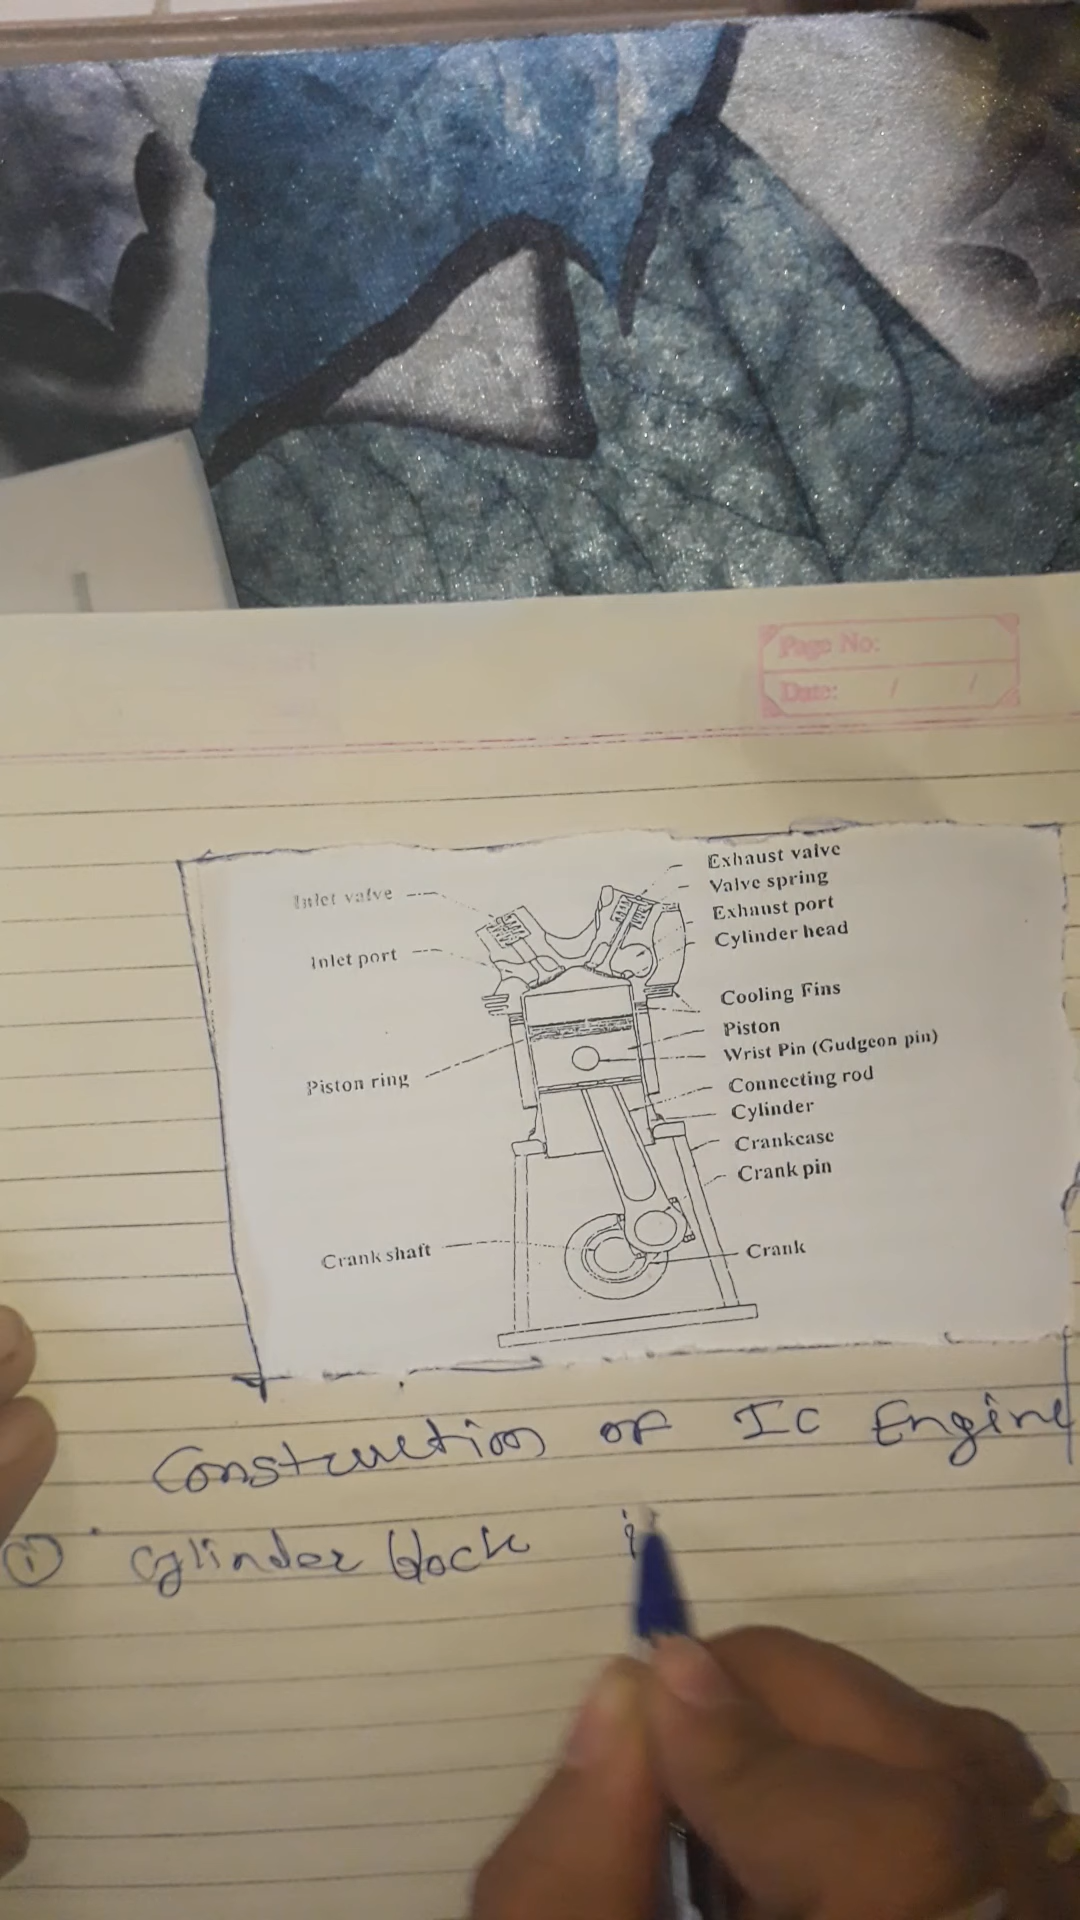 Page No:
Date: / /
Exhaust valve
Inlet valve
Valve spring
Exhaust port
Cylinder head
Inlet port
Cooling Fins
Piston
Wrist Pin (Gudgeon pin)
Piston ring
Connecting rod
Cylinder
Crankcase
Crank pin
Crank shaft
Crank
Construction of IC Engine
① Cylinder block